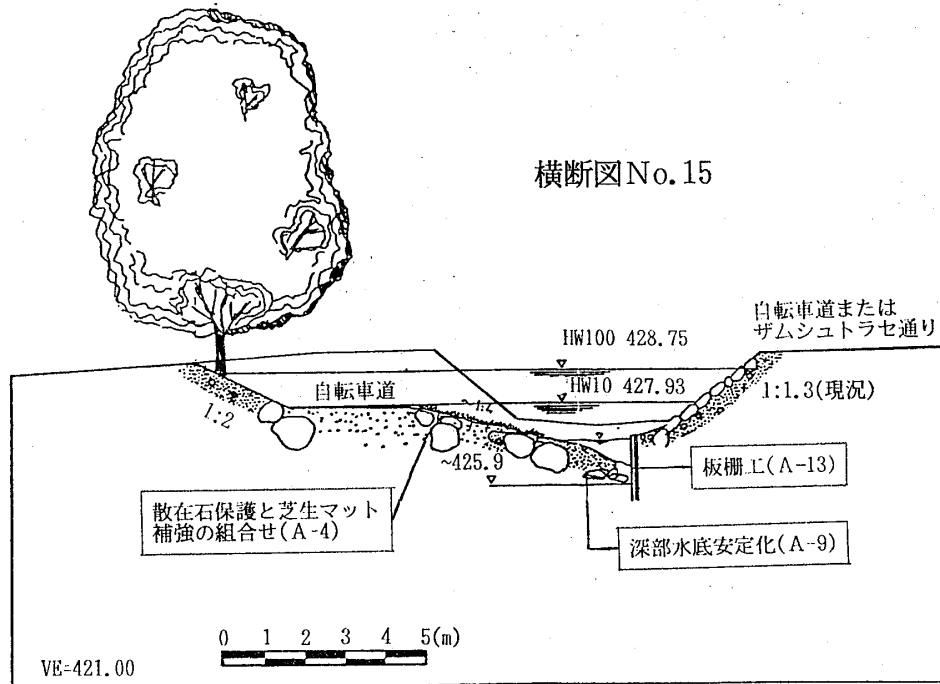 横断図No.15
自転車道または
ザムシュトラセ通り
HW100 428.75
HW10 427.93
自転車道
1:1.3(現況)
1:2
~425.9
板柵工(A-13)
散在石保護と芝生マット
補強の組合せ(A-4)
深部水底安定化(A-9)
0 1 2 3 4 5(m)
VE=421.00